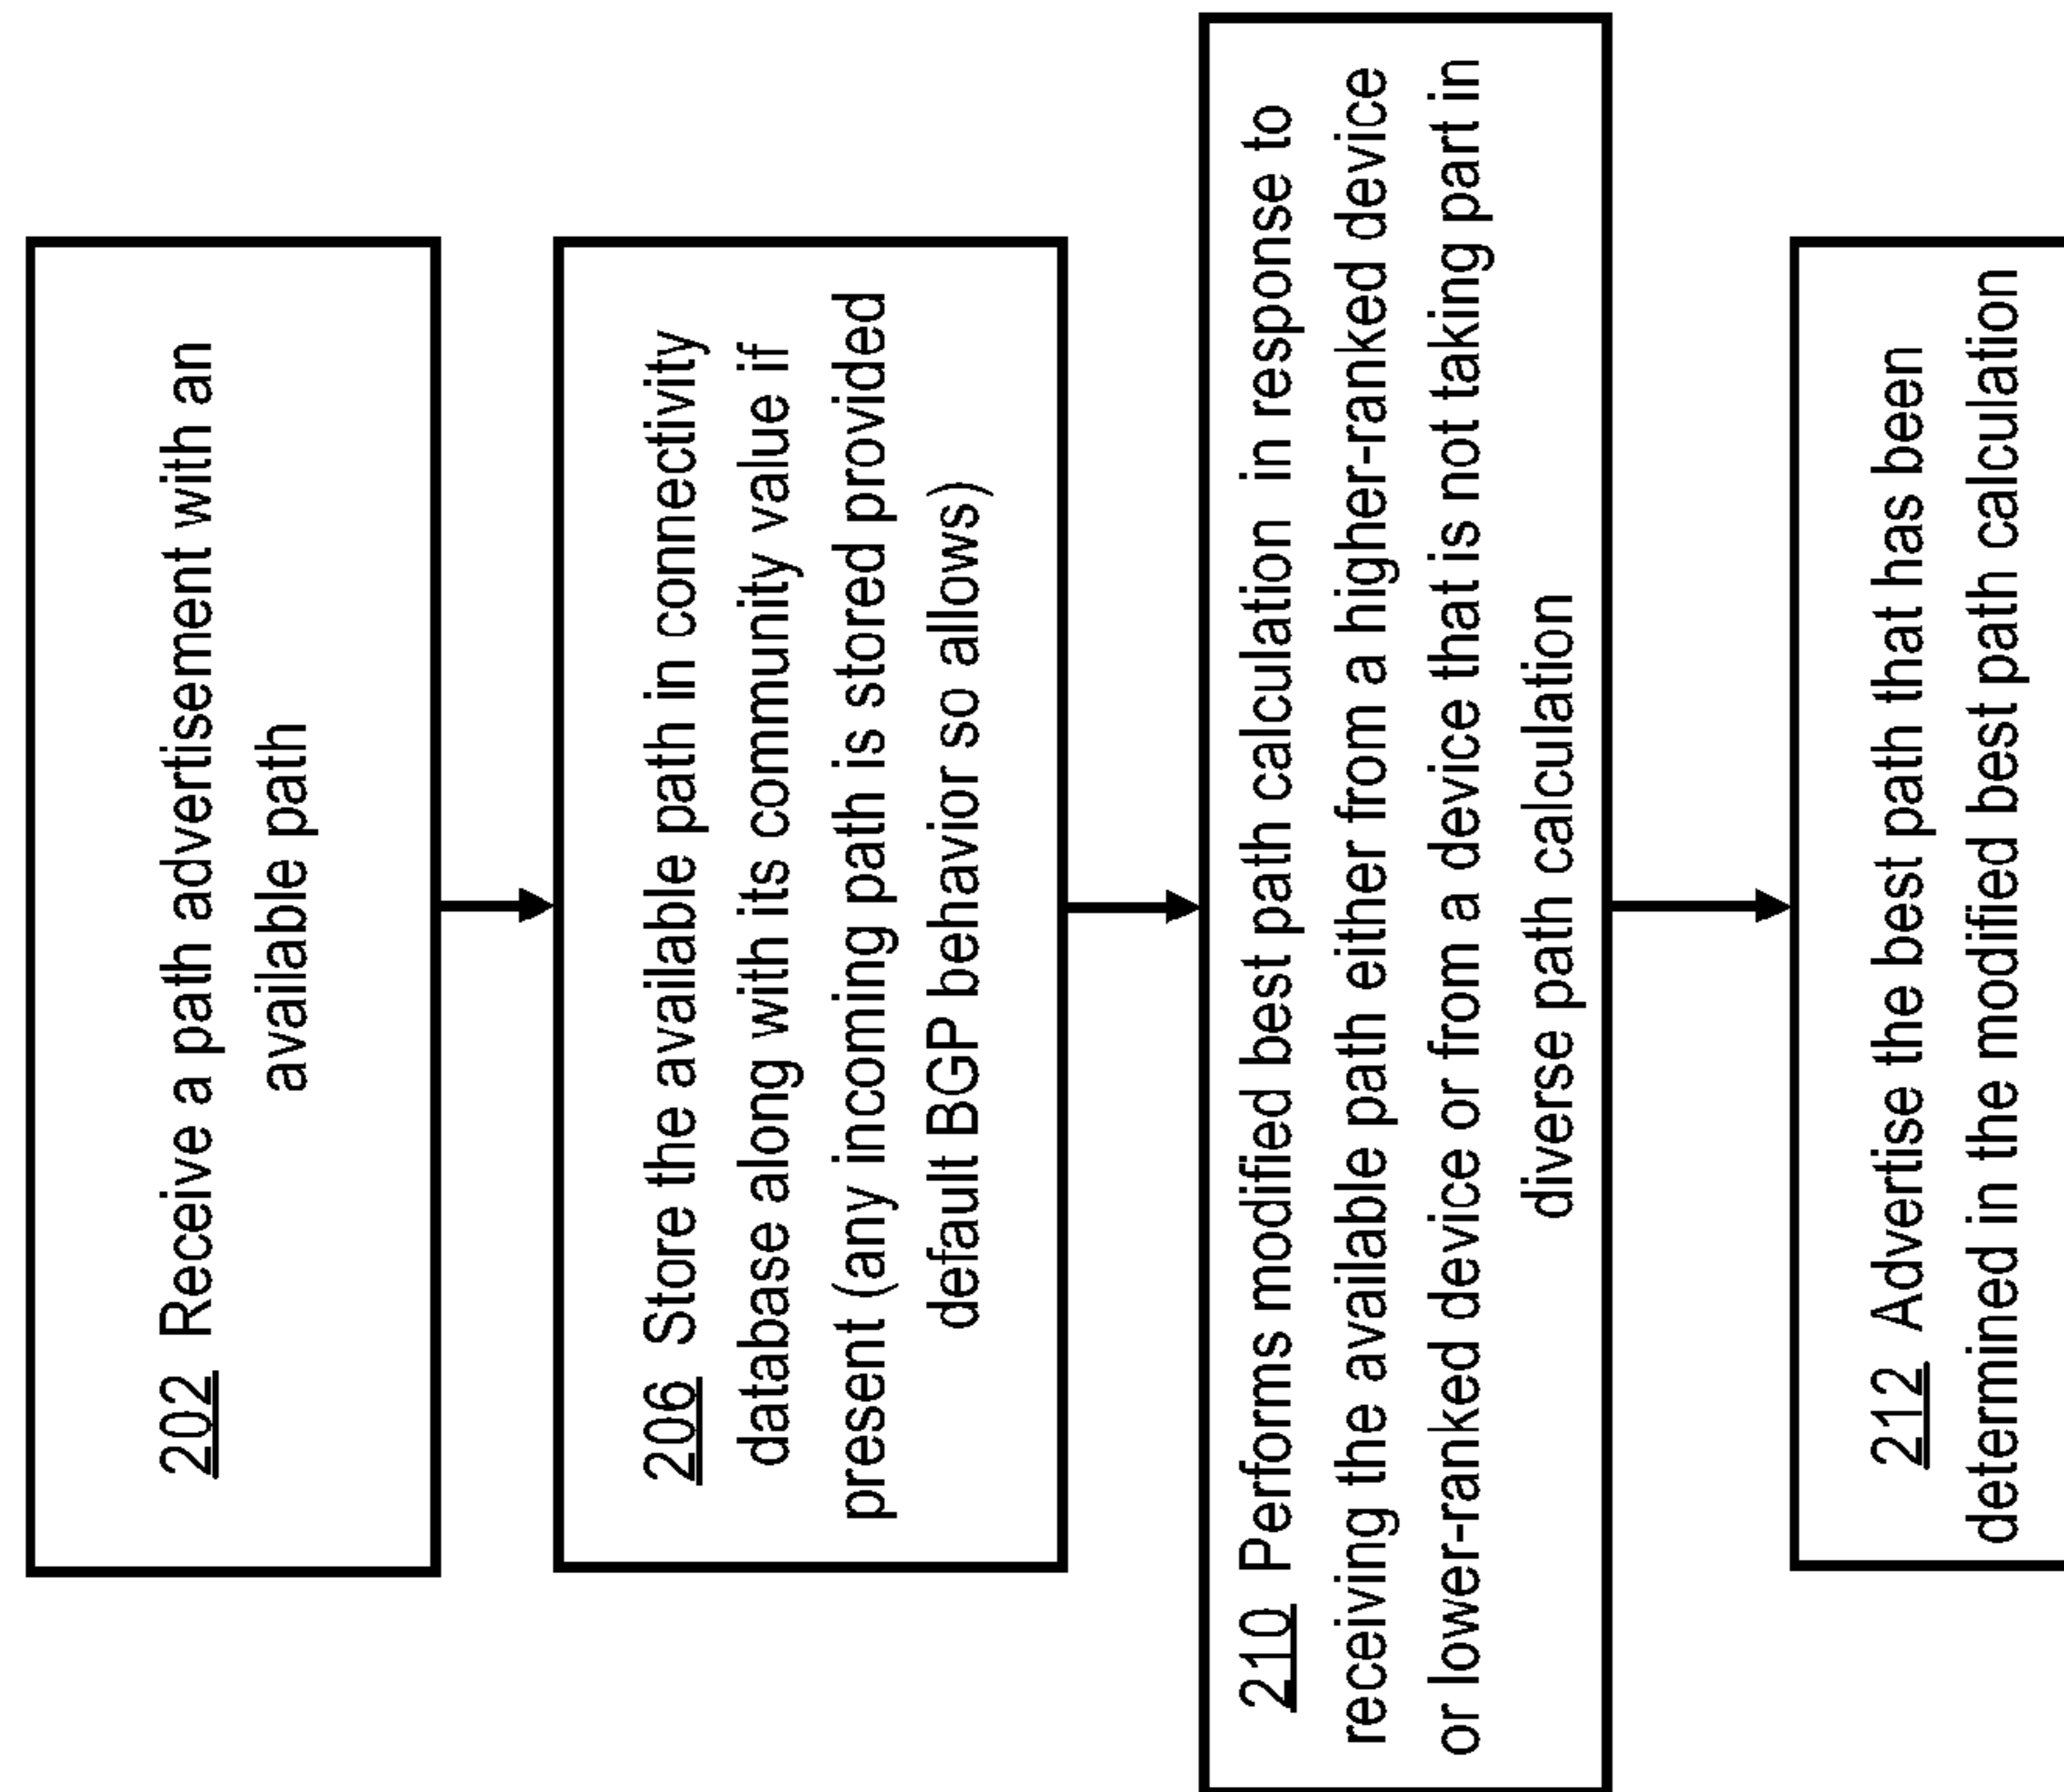 202 Receive a path advertisement with an
available path
206 Store the available path in connectivity
database along with its community value if
present (any incoming path is stored provided
default BGP behavior so allows)
210 Performs modified best path calculation in response to
receiving the available path either from a higher-ranked device
or lower-ranked device or from a device that is not taking part in
diverse path calculation
212 Advertise the best path that has been
determined in the modified best path calculation